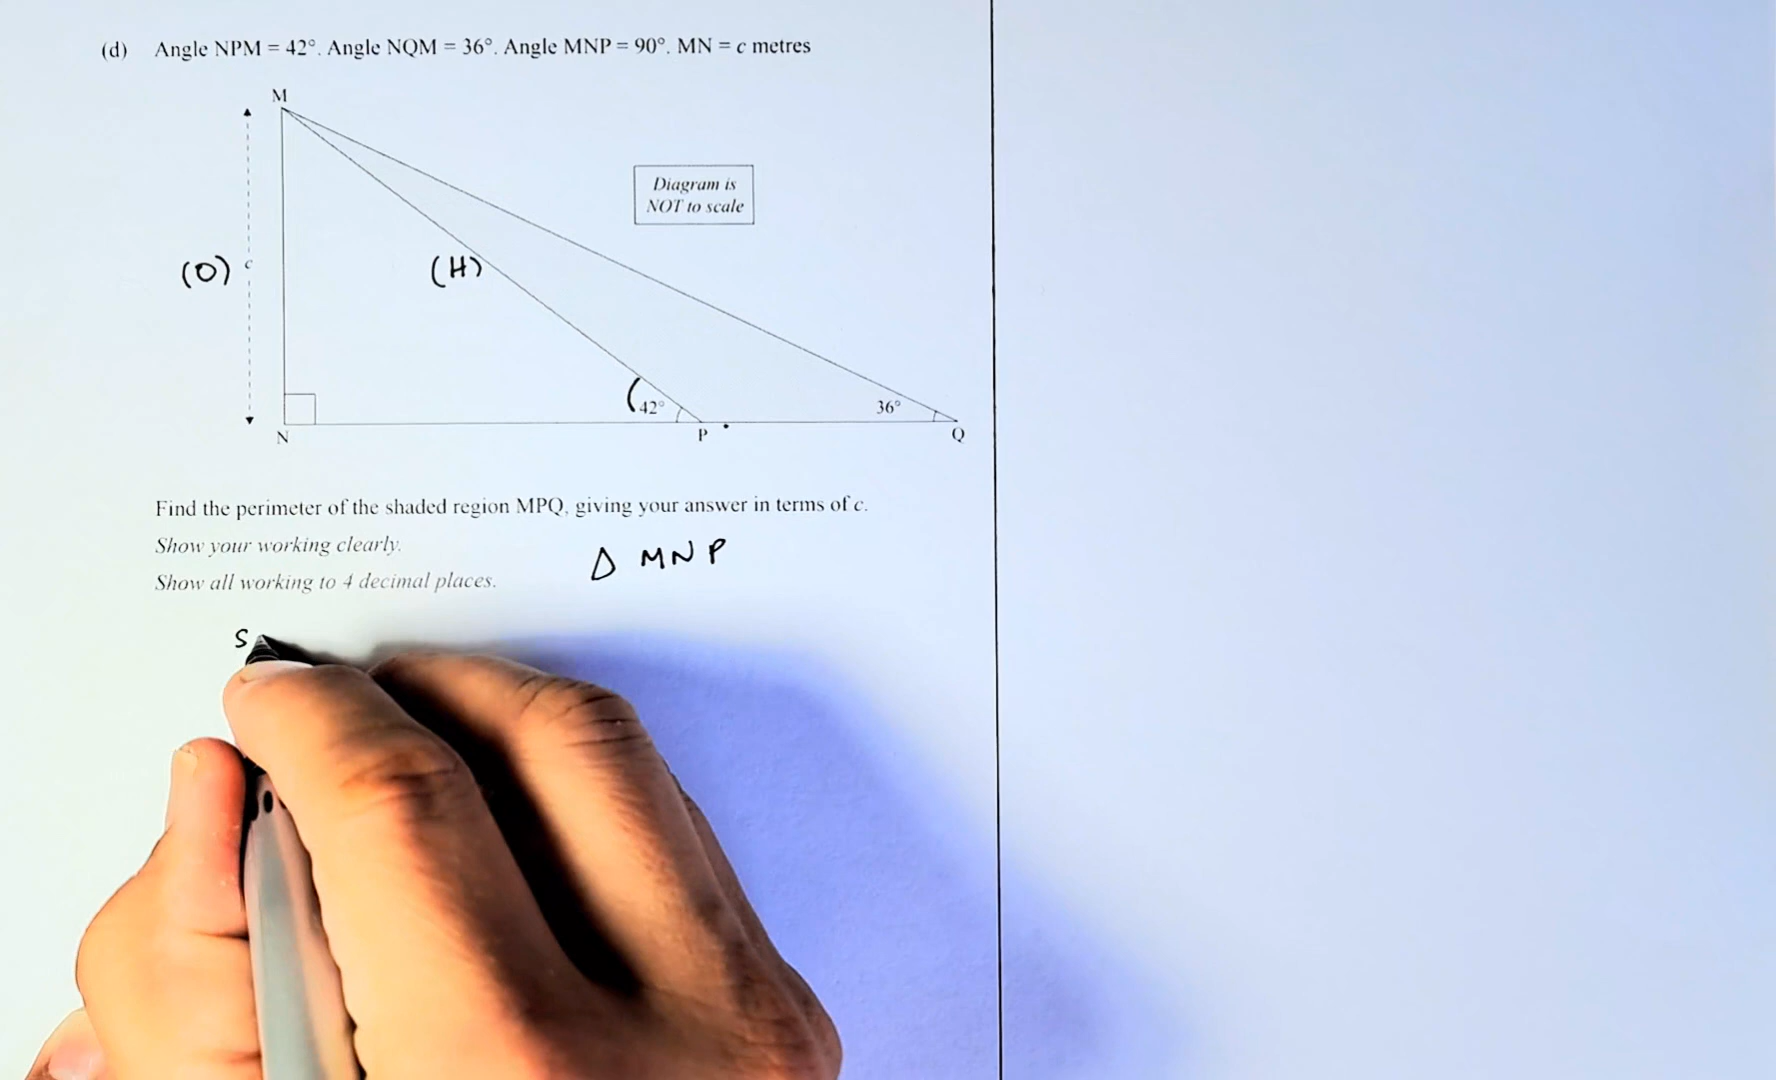 (d) Angle NPM = 42°. Angle NQM = 36°. Angle MNP = 90°. MN = c metres
M
Diagram is
NOT to scale
(O) c (H)
(42° 36°
N P Q
Find the perimeter of the shaded region MPQ, giving your answer in terms of c.
Show your working clearly.
Δ MNP
Show all working to 4 decimal places.
S